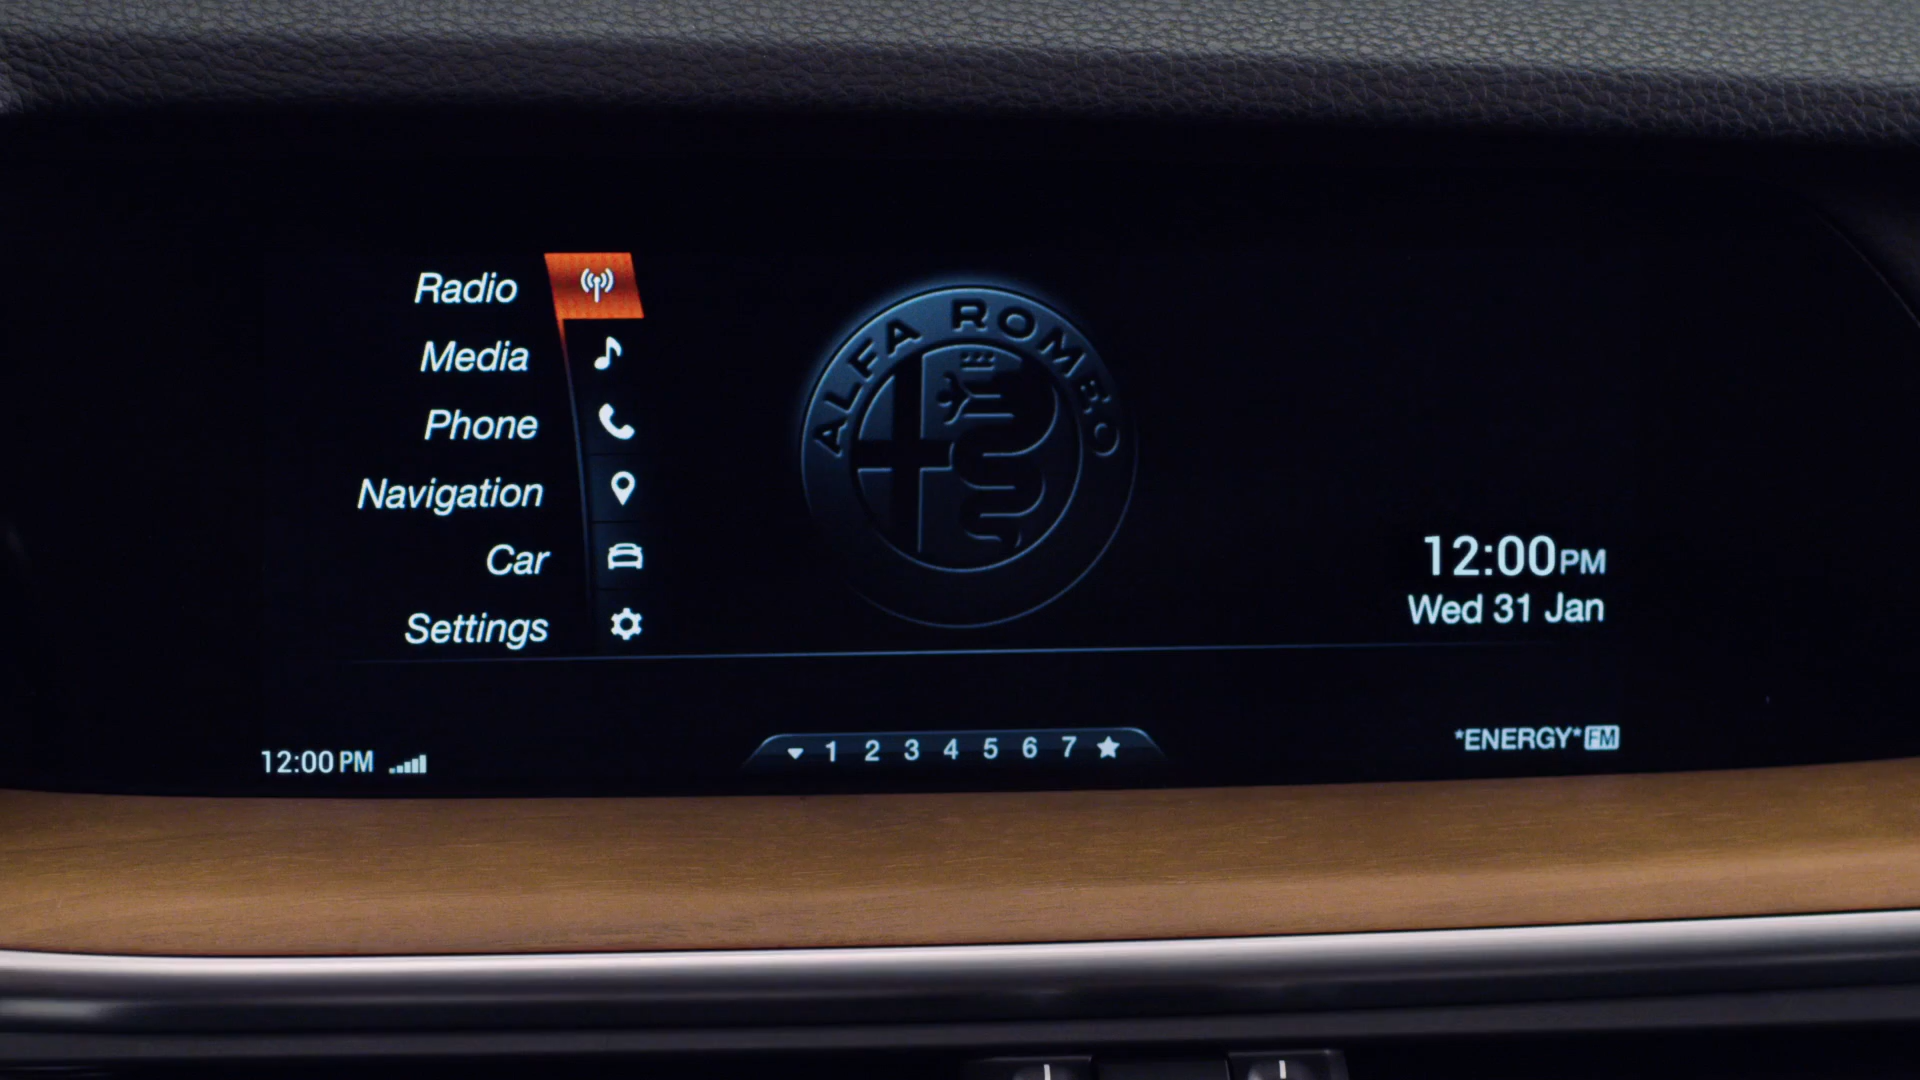 Radio
Media
Phone
Navigation
Car
Settings
ALFA ROMEO
12:00PM
Wed 31 Jan
12:00 PM
1 2 3 4 5 6 7
*ENERGY* FM